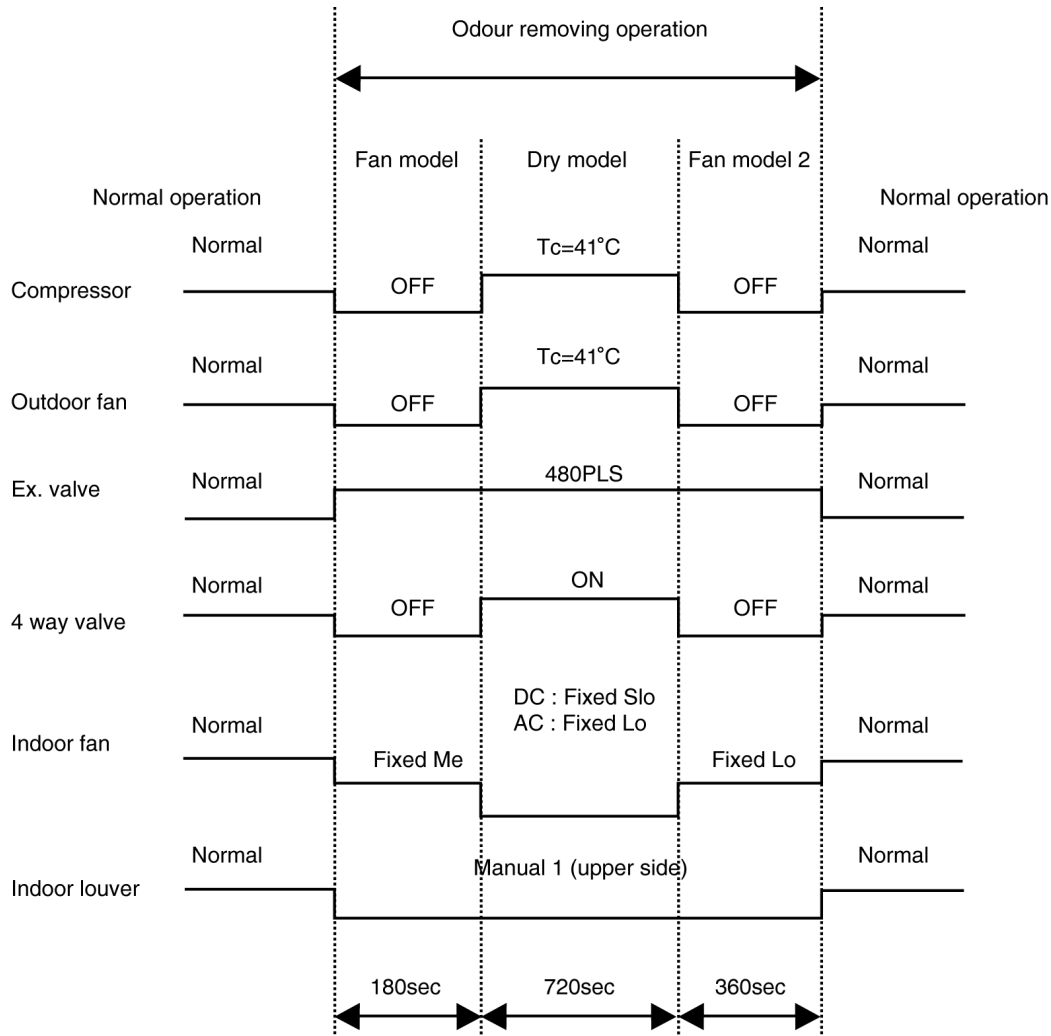 Odour removing operation
Fan model
Dry model
Fan model 2
Normal operation
Normal operation
Normal
Tc=41°C
Normal
Compressor
OFF
OFF
Normal
Tc=41°C
Normal
Outdoor fan
OFF
OFF
Normal
480PLS
Normal
Ex. valve
Normal
ON
Normal
4 way valve
OFF
OFF
DC : Fixed Slo
AC : Fixed Lo
Normal
Normal
Indoor fan
Fixed Me
Fixed Lo
Normal
Manual 1 (upper side)
Normal
Indoor louver
180sec
720sec
360sec